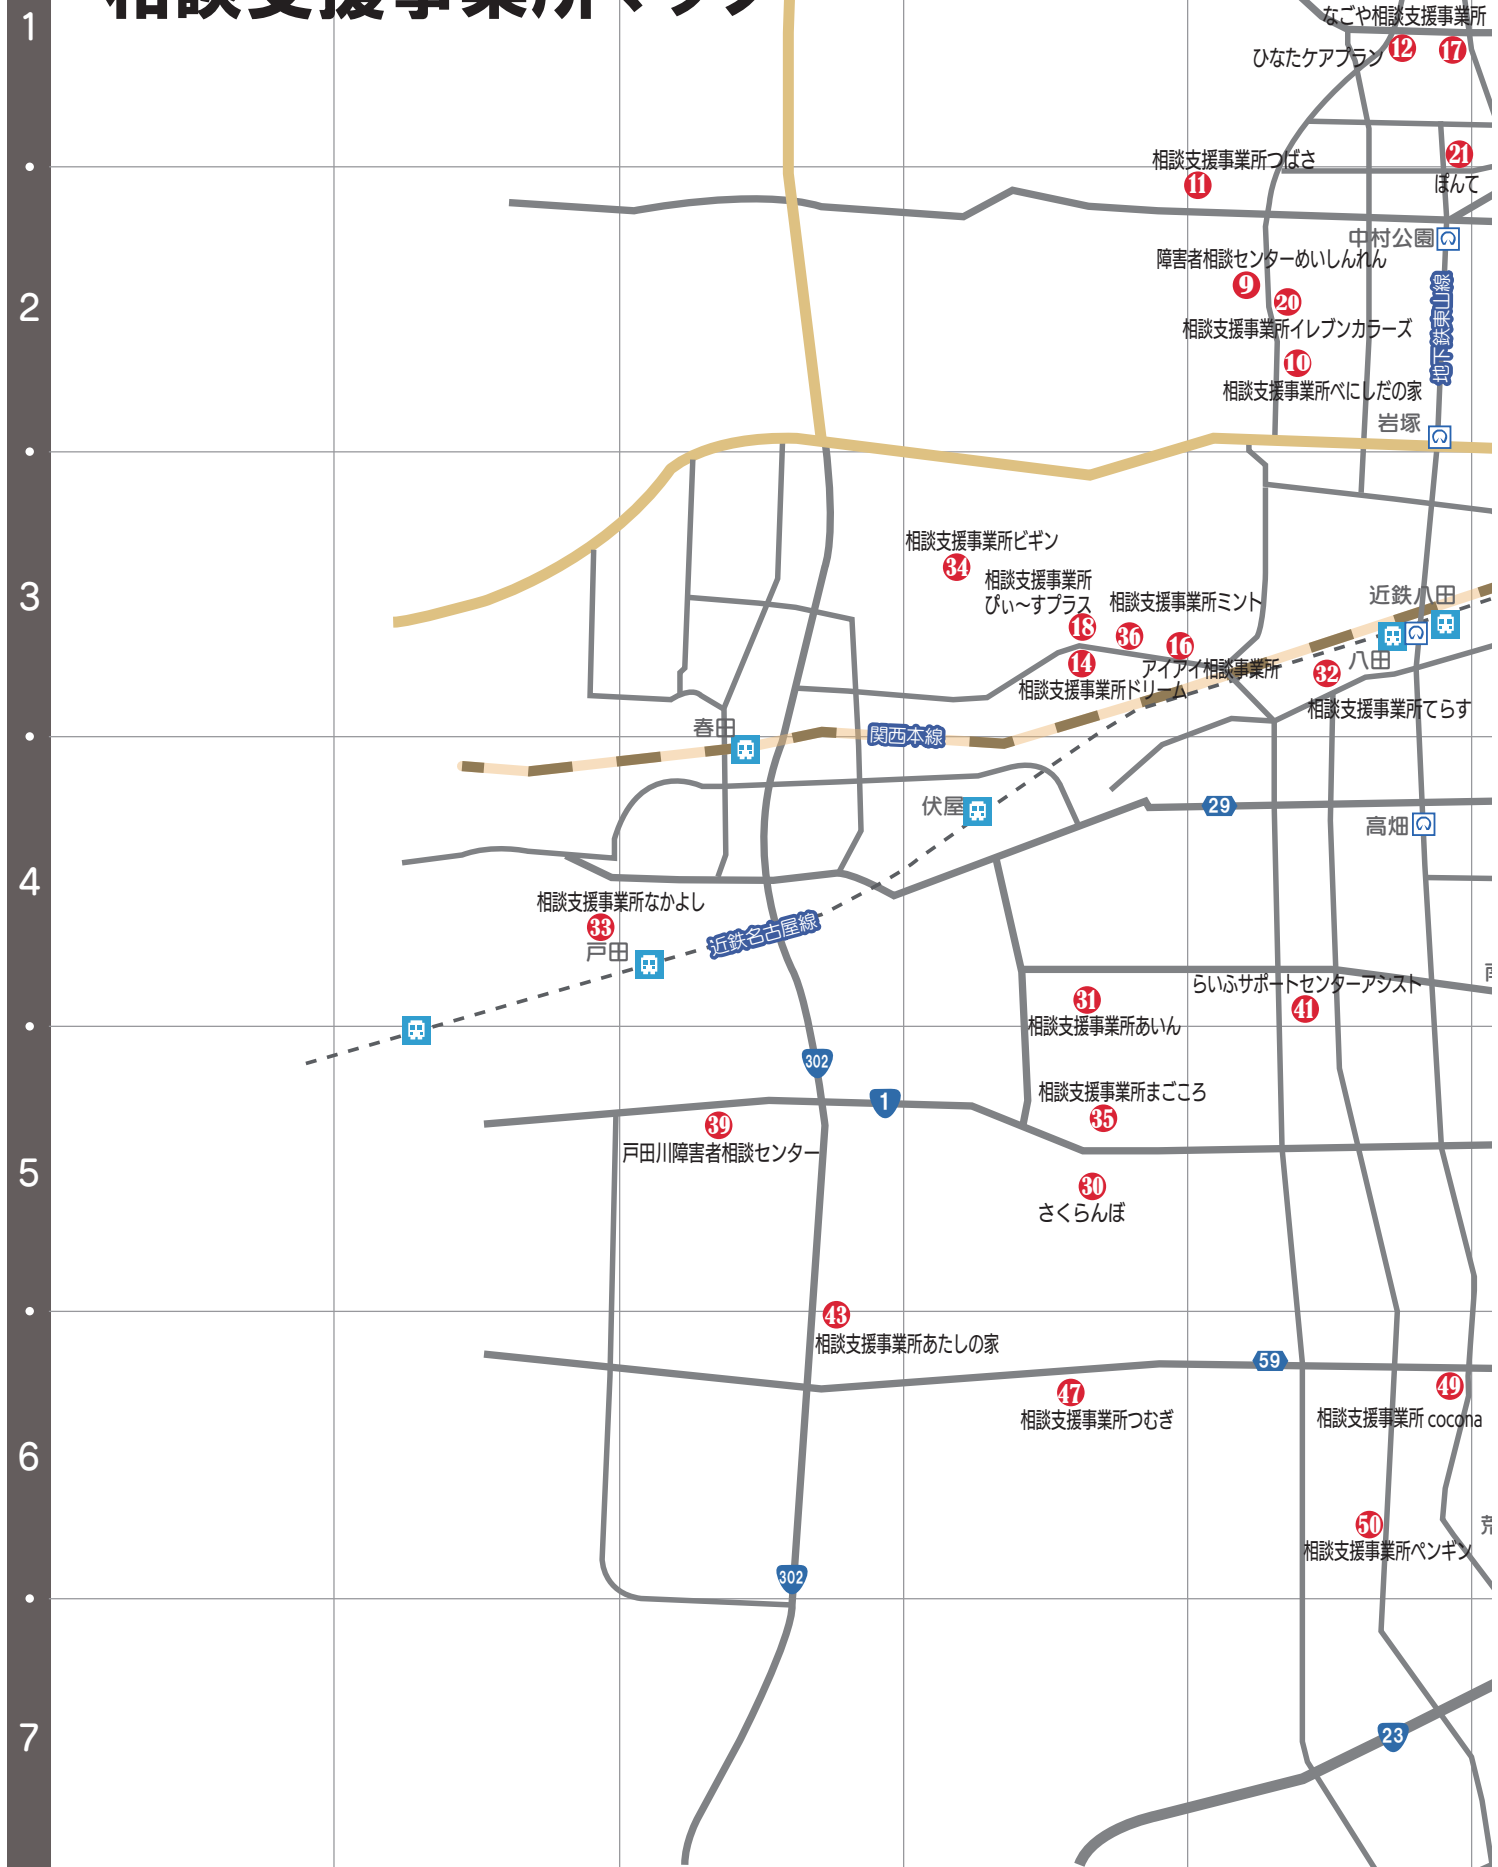 相談支援事業所マップ
1
なごや相談支援事業所
ひなたケアプラン
12
17
相談支援事業所つばさ
11
21
ぽんて
中村公園
障害者相談センターめいしんれん
9
20
2
相談支援事業所イレブンカラーズ
地下鉄東山線
10
相談支援事業所べにしだの家
岩塚
相談支援事業所ビギン
34
相談支援事業所
ぴぃ〜すプラス
相談支援事業所ミント
3
近鉄八田
18
36
16
14
アイアイ相談事業所
八田
32
相談支援事業所ドリーム
相談支援事業所てらす
春田
関西本線
伏屋
29
高畑
4
相談支援事業所なかよし
33
戸田
近鉄名古屋線
らいふサポートセンターアシスト
31
41
相談支援事業所あいん
302
1
相談支援事業所まごころ
35
39
戸田川障害者相談センター
5
30
さくらんぼ
43
相談支援事業所あたしの家
59
47
49
相談支援事業所つむぎ
相談支援事業所 cocona
6
50
相談支援事業所ペンギン
302
7
23